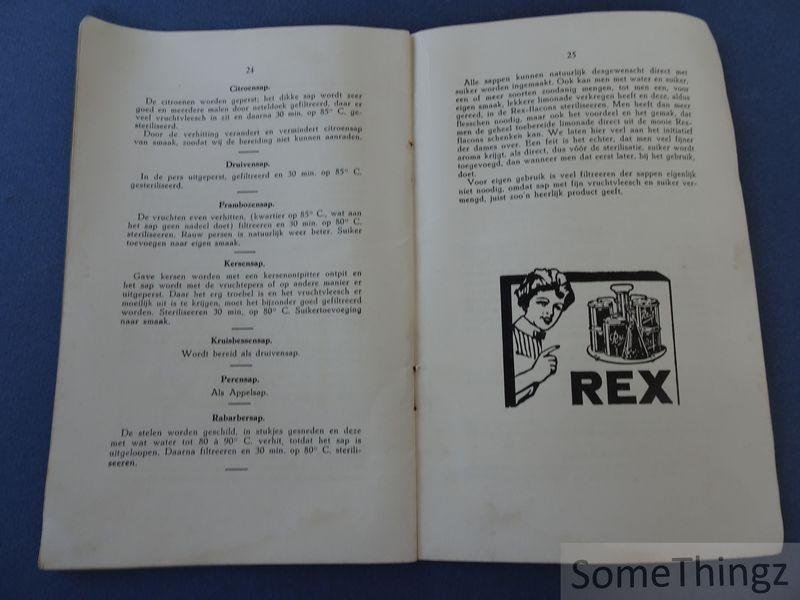 24
Citroensap.
De citroenen worden geperst; het dikke sap wordt zeer
goed en meerdere malen door neteldoek gefiltreerd, daar er
veel vruchtvleesch in zit en daarna 30 min. op 85° C. ge-
steriliseerd.
Door de verhitting verandert en vermindert citroensap
van smaak, zoodat wij de bereiding niet kunnen aanraden.
Druivensap.
In de pers uitgeperst, gefiltreerd en 30 min. op 85° C.
gesteriliseerd.
Frambozensap.
De vruchten even verhitten, (kwartier op 85° C., wat aan
het sap geen nadeel doet) filtreeren en 30 min. op 80° C.
steriliseeren. Rauw persen is natuurlijk weer beter. Suiker
toevoegen naar eigen smaak.
Kersensap.
Gave kersen worden met een kersenontpitter ontpit en
het sap wordt met de vruchtepers of op andere manier er
uitgeperst. Daar het erg troebel is en het vruchtvleesch er
moeilijk uit is te krijgen, moet het bijzonder goed gefiltreerd
worden. Steriliseeren 30 min. op 80° C. Suikertoevoeging
naar smaak.
Kruisbessensap.
Wordt bereid als druivensap.
Perensap.
Als Appelsap.
Rabarbersap.
De stelen worden geschild, in stukjes gesneden en deze
met wat water tot 80 à 90° C. verhit, totdat het sap is
uitgeloopen. Daarna filtreeren en 30 min. op 80° C. sterili-
seeren.
25
Alle sappen kunnen natuurlijk desgewenscht direct met
suiker worden ingemaakt. Ook kan men met water en suiker,
een of meer soorten zoodanig mengen, tot men een, voor
eigen smaak, lekkere limonade verkregen heeft en deze, aldus
gereed, in de Rex-flacons steriliseeren. Men heeft dan meer
flesschen noodig, maar ook het voordeel en het gemak, dat
men de geheel toebereide limonade direct uit de mooie Rex-
flacons schenken kan. We laten hier veel aan het initiatief
der dames over. Een feit is het echter, dat men veel fijner
aroma krijgt, als direct, dus vóór de sterilisatie, suiker wordt
toegevoegd, dan wanneer men dat eerst later, bij het gebruik,
doet.
Voor eigen gebruik is veel filtreeren der sappen eigenlijk
niet noodig, omdat sap met fijn vruchtvleesch en suiker ver-
mengd, juist zoo'n heerlijk product geeft.
REX
SomeThingz